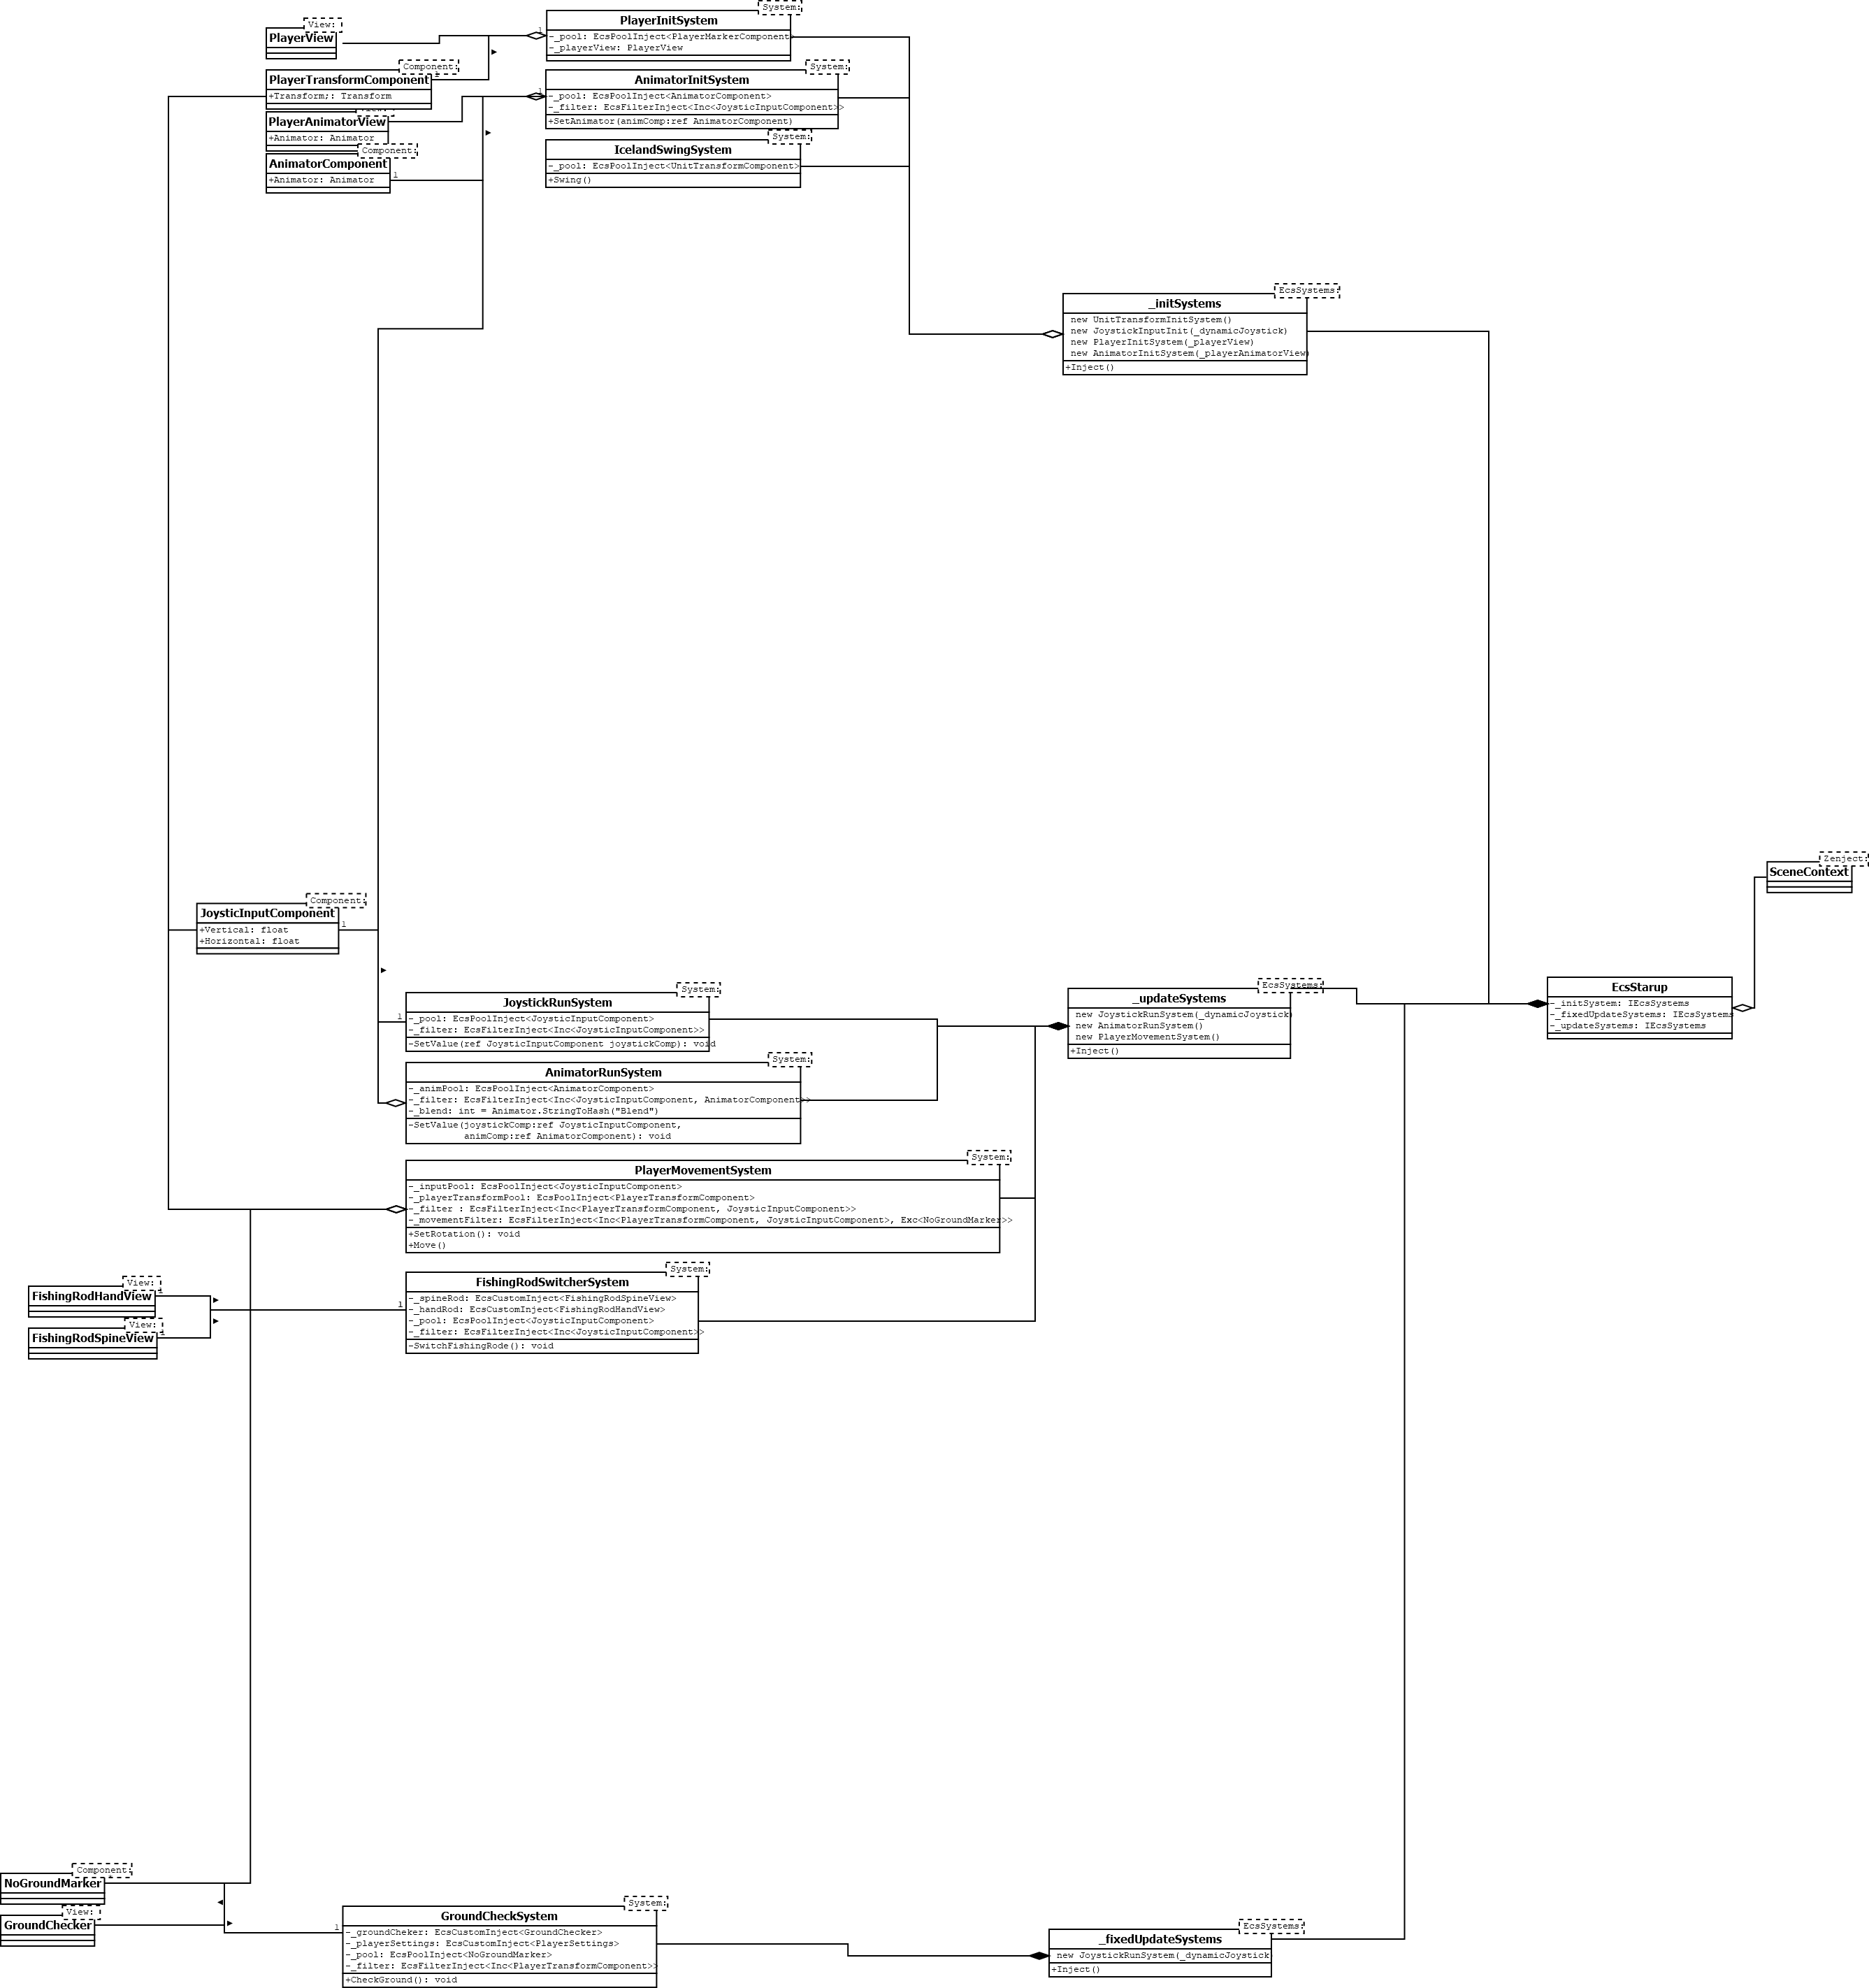 View:
PlayerView
Component:
PlayerTransformComponent
+Transform;: Transform
PlayerAnimatorView
+Animator: Animator
Component:
AnimatorComponent
+Animator: Animator
1
System:
PlayerInitSystem
-_pool: EcsPoolInject<PlayerMarkerComponent>
-_playerView: PlayerView
1
System:
AnimatorInitSystem
-_pool: EcsPoolInject<AnimatorComponent>
-_filter: EcsFilterInject<Inc<JoysticInputComponent>>
+SetAnimator(animComp:ref AnimatorComponent)
1
System:
IcelandSwingSystem
-_pool: EcsPoolInject<UnitTransformComponent>
+Swing()
EcsSystems:
_initSystems
new UnitTransformInitSystem()
new JoystickInputInit(_dynamicJoystick)
new PlayerInitSystem(_playerView)
new AnimatorInitSystem(_playerAnimatorView)
+Inject()
Zenject:
SceneContext
Component:
JoysticInputComponent
+Vertical: float
+Horizontal: float
1
System:
JoystickRunSystem
-_pool: EcsPoolInject<JoysticInputComponent>
-_filter: EcsFilterInject<Inc<JoysticInputComponent>>
-SetValue(ref JoysticInputComponent joystickComp): void
1
EcsSystems:
_updateSystems
new JoystickRunSystem(_dynamicJoystick)
new AnimatorRunSystem()
new PlayerMovementSystem()
+Inject()
EcsStarup
-_initSystem: IEcsSystems
-_fixedUpdateSystems: IEcsSystems
-_updateSystems: IEcsSystems
System:
AnimatorRunSystem
-_animPool: EcsPoolInject<AnimatorComponent>
-_filter: EcsFilterInject<Inc<JoysticInputComponent, AnimatorComponent>>
-_blend: int = Animator.StringToHash("Blend")
-SetValue(joystickComp:ref JoysticInputComponent,
animComp:ref AnimatorComponent): void
System:
PlayerMovementSystem
-_inputPool: EcsPoolInject<JoysticInputComponent>
-_playerTransformPool: EcsPoolInject<PlayerTransformComponent>
-_filter : EcsFilterInject<Inc<PlayerTransformComponent, JoysticInputComponent>>
-_movementFilter: EcsFilterInject<Inc<PlayerTransformComponent, JoysticInputComponent>, Exc<NoGroundMarker>>
+SetRotation(): void
+Move()
View:
FishingRodHandView
View:
FishingRodSpineView
System:
FishingRodSwitcherSystem
-_spineRod: EcsCustomInject<FishingRodSpineView>
-_handRod: EcsCustomInject<FishingRodHandView>
-_pool: EcsPoolInject<JoysticInputComponent>
-_filter: EcsFilterInject<Inc<JoysticInputComponent>>
-SwitchFishingRode(): void
1
Component:
NoGroundMarker
View:
GroundChecker
System:
GroundCheckSystem
-_groundCheker: EcsCustomInject<GroundChecker>
-_playerSettings: EcsCustomInject<PlayerSettings>
-_pool: EcsPoolInject<NoGroundMarker>
-_filter: EcsFilterInject<Inc<PlayerTransformComponent>>
+CheckGround(): void
1
EcsSystems:
_fixedUpdateSystems
new JoystickRunSystem(_dynamicJoystick)
+Inject()